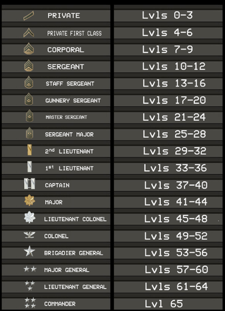 PRIVATE Lvls 0-3
PRIVATE FIRST CLASS Lvls 4-6
CORPORAL Lvls 7-9
SERGEANT Lvls 10-12
STAFF SERGEANT Lvls 13-16
GUNNERY SERGEANT Lvls 17-20
MASTER SERGEANT Lvls 21-24
SERGEANT MAJOR Lvls 25-28
2ND LIEUTENANT Lvls 29-32
1ST LIEUTENANT Lvls 33-36
CAPTAIN Lvls 37-40
MAJOR Lvls 41-44
LIEUTENANT COLONEL Lvls 45-48
COLONEL Lvls 49-52
BRIGADIER GENERAL Lvls 53-56
MAJOR GENERAL Lvls 57-60
LIEUTENANT GENERAL Lvls 61-64
COMMANDER Lvl 65